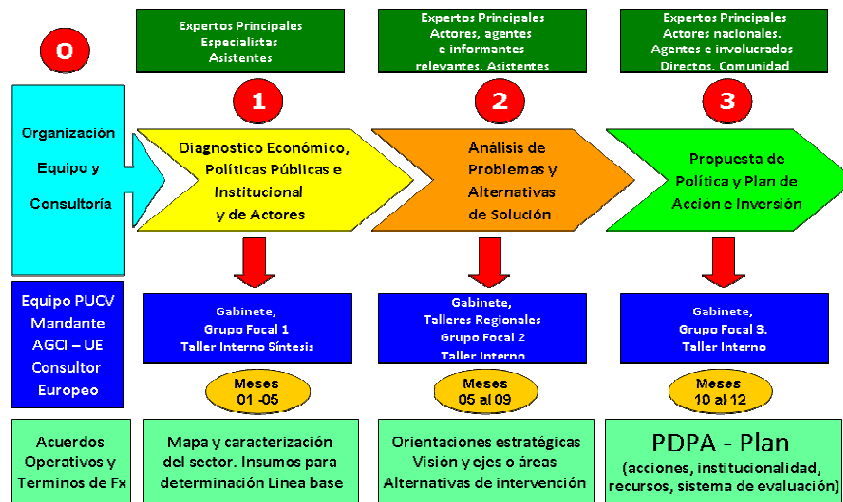 Expertos Principales
Especialistas
Asistentes
Expertos Principales
Actores, agentes
e informantes
relevantes. Asistentes
Expertos Principales
Actores nacionales.
Agentes e involucrados
Directos. Comunidad
0
1
2
3
Organización
Equipo y
Consultoría
Diagnostico Económico,
Políticas Públicas e
Institucional
y de Actores
Análisis de
Problemas y
Alternativas
de Solución
Propuesta de
Política y Plan de
Acción e Inversión
Equipo PUCV
Mandante
AGCI – UE
Consultor
Europeo
Gabinete,
Grupo Focal 1
Taller Interno Síntesis
Gabinete,
Talleres Regionales
Grupo Focal 2
Taller Interno
Gabinete,
Grupo Focal 3.
Taller Interno
Meses
01 -05
Meses
05 al 09
Meses
10 al 12
Acuerdos
Operativos y
Terminos de Fx
Mapa y caracterización
del sector. Insumos para
determinación Linea base
Orientaciones estratégicas
Visión y ejes o áreas
Alternativas de intervención
PDPA - Plan
(acciones, institucionalidad,
recursos, sistema de evaluación)